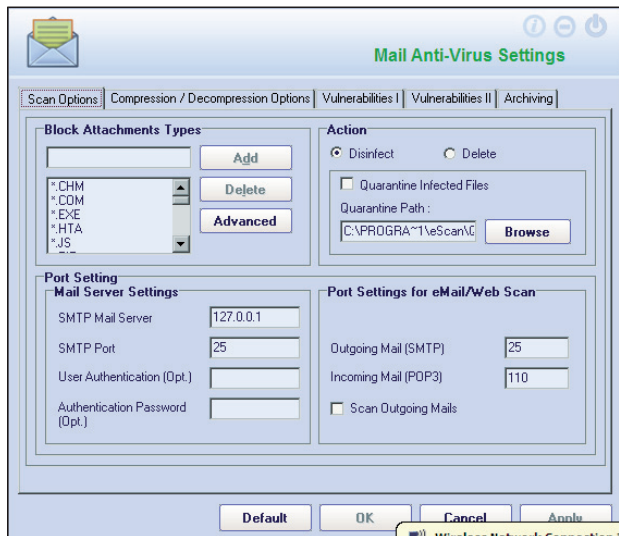 Mail Anti-Virus Settings
Scan Options
Compression / Decompression Options
Vulnerabilities I
Vulnerabilities II
Archiving
Block Attachments Types
Add
*.CHM
*.COM
*.EXE
*.HTA
*.JS
Delete
Advanced
Action
Disinfect
Delete
Quarantine Infected Files
Quarantine Path :
C:\PROGRA~1\eScan\
Browse
Port Setting
Mail Server Settings
SMTP Mail Server
127.0.0.1
SMTP Port
25
User Authentication (Opt.)
Authentication Password
(Opt.)
Port Settings for eMail/Web Scan
Outgoing Mail (SMTP)
25
Incoming Mail (POP3)
110
Scan Outgoing Mails
Default
OK
Cancel
Apply
Wireless Network Connection